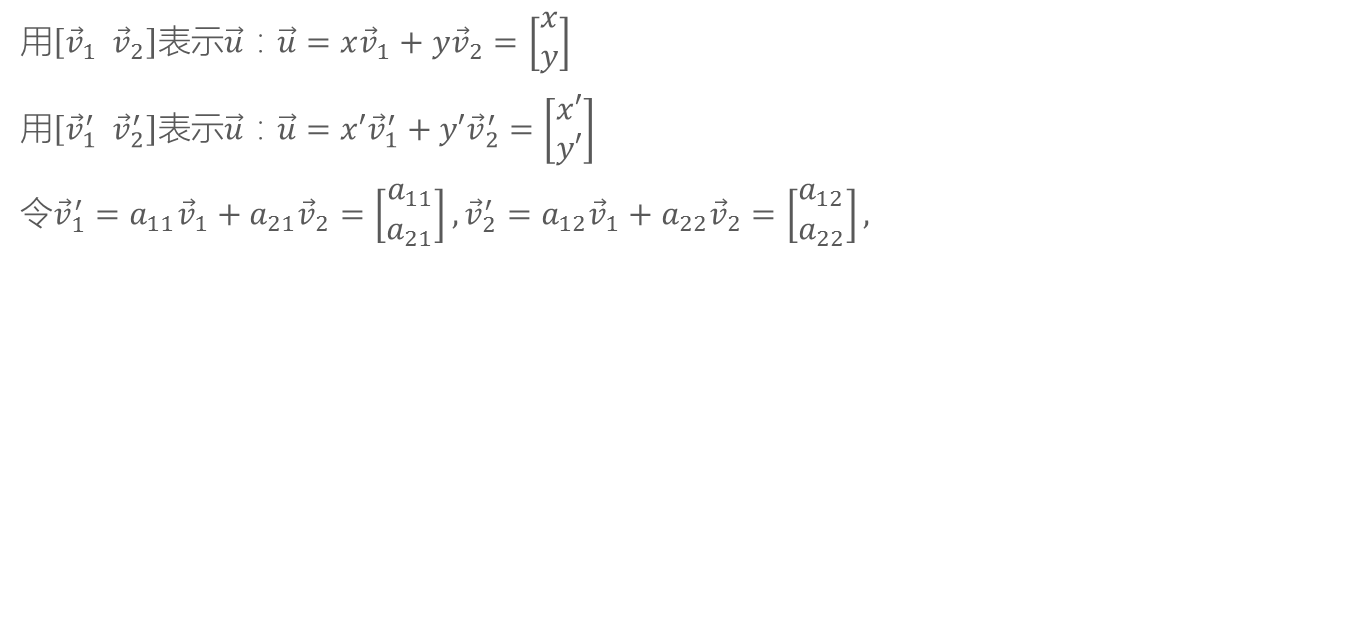 用[v⃗₁ v⃗₂]表示u⃗：u⃗ = xv⃗₁ + yv⃗₂ = [x y]
用[v⃗₁′ v⃗₂′]表示u⃗：u⃗ = x′v⃗₁′ + y′v⃗₂′ = [x′ y′]
令v⃗₁′ = a₁₁v⃗₁ + a₂₁v⃗₂ = [a₁₁ a₂₁], v⃗₂′ = a₁₂v⃗₁ + a₂₂v⃗₂ = [a₁₂ a₂₂],